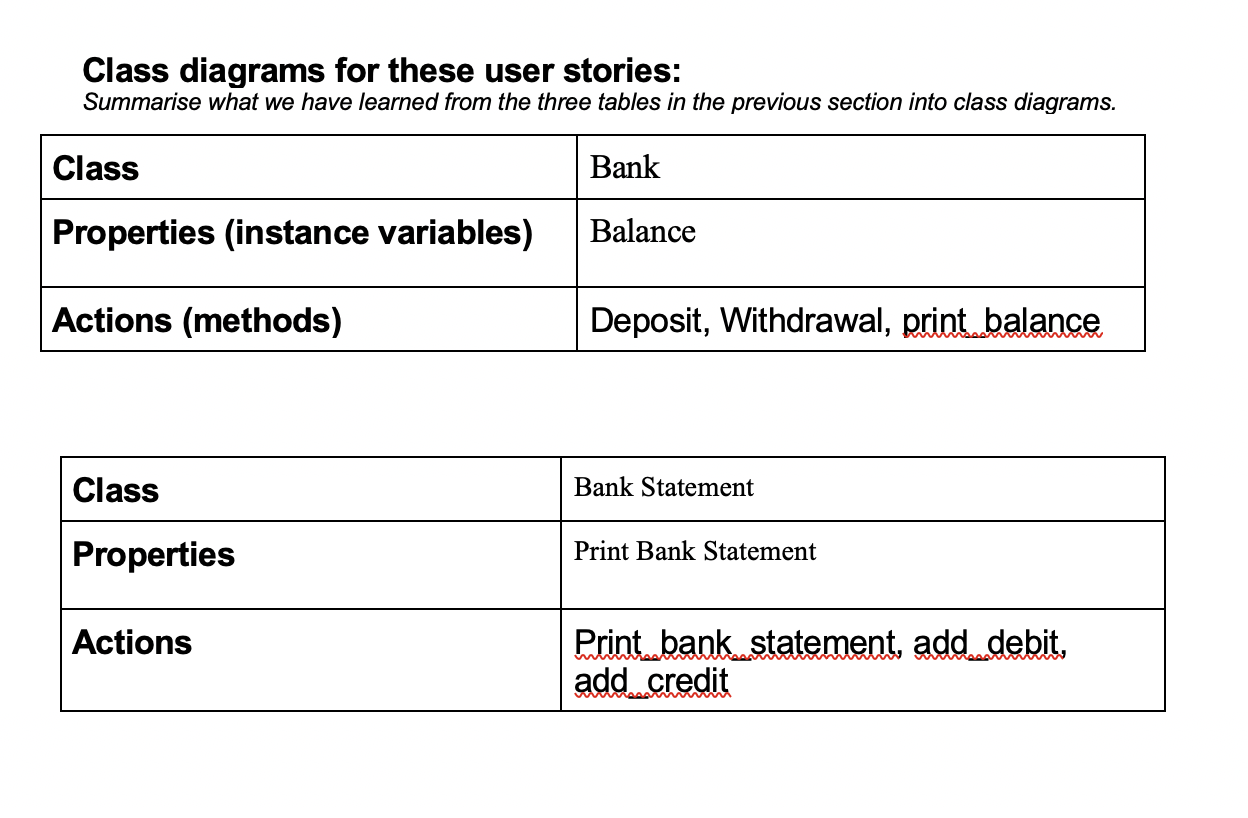 Class diagrams for these user stories:
Summarise what we have learned from the three tables in the previous section into class diagrams.
Class Bank
Properties (instance variables) Balance
Actions (methods) Deposit, Withdrawal, print_balance
Class Bank Statement
Properties Print Bank Statement
Actions Print_bank_statement, add_debit,
add_credit